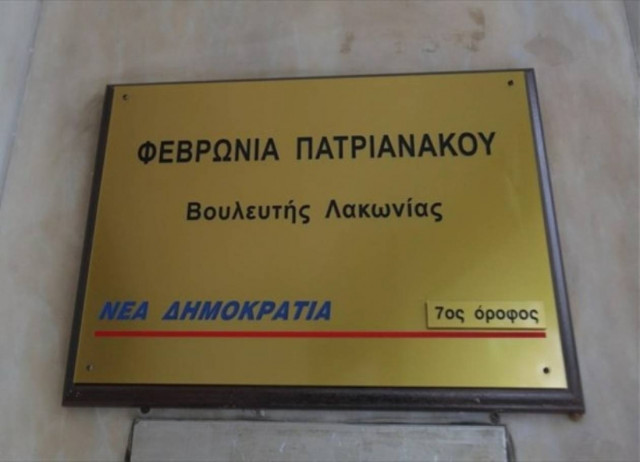 ΦΕΒΡΩΝΙΑ ΠΑΤΡΙΑΝΑΚΟΥ
Βουλευτής Λακωνίας
ΝΕΑ ΔΗΜΟΚΡΑΤΙΑ 7ος όροφος